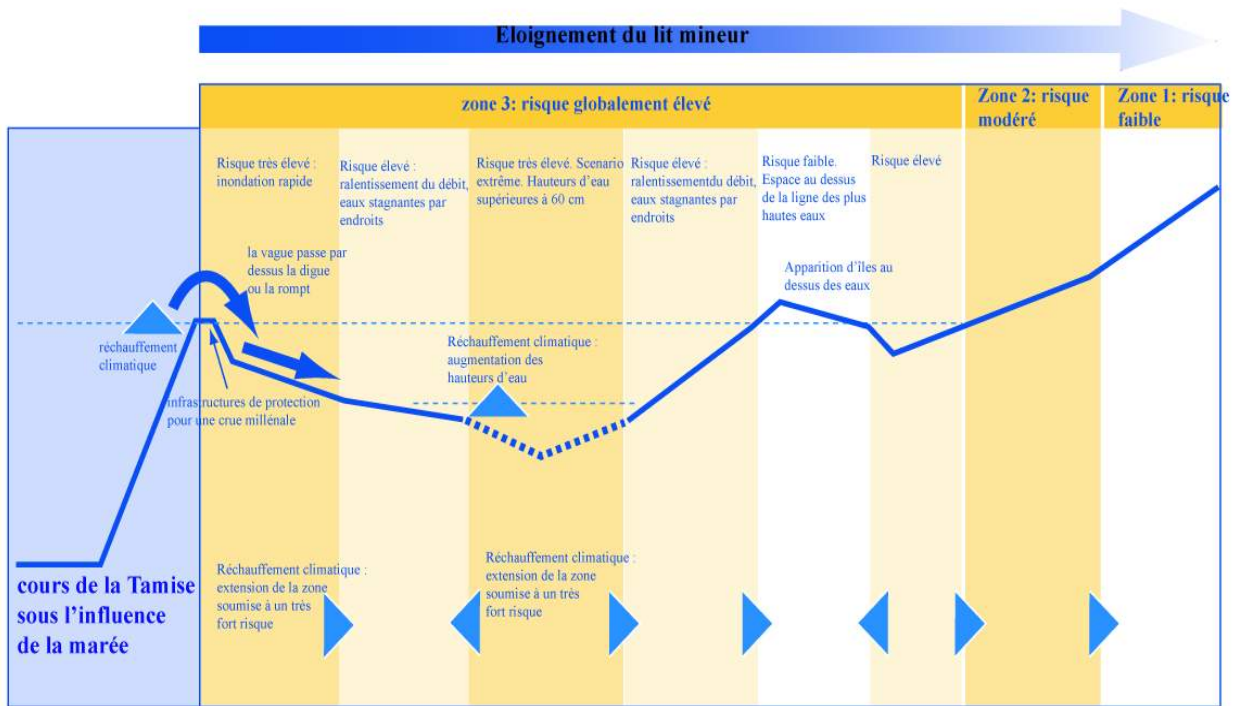 Eloignement du lit mineur
zone 3: risque globalement élevé
Zone 2: risque
modéré
Zone 1: risque
faible
Risque très élevé :
inondation rapide
Risque élevé :
ralentissement du débit,
eaux stagnantes par
endroits
Risque très élevé. Scenario
extrême. Hauteurs d'eau
supérieures à 60 cm
Risque élevé :
ralentissementdu débit,
eaux stagnantes par
endroits
Risque faible.
Espace au dessus
de la ligne des plus
hautes eaux
Risque élevé
la vague passe par
dessus la digue
ou la rompt
Apparition d'îles au
dessus des eaux
réchauffement
climatique
Réchauffement climatique :
augmentation des
hauteurs d'eau
infrastructures de protection
pour une crue millénale
cours de la Tamise
sous l'influence
de la marée
Réchauffement climatique :
extension de la zone
soumise à un très
fort risque
Réchauffement climatique :
extension de la zone
soumise à un très
fort risque